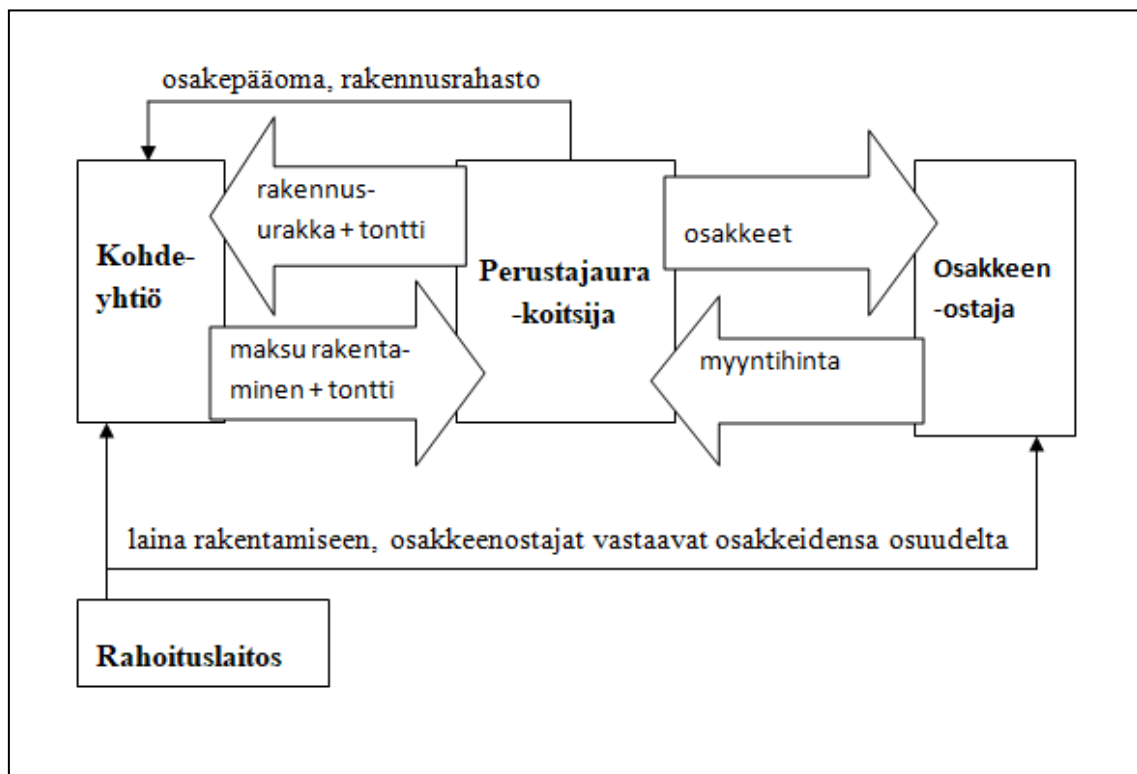 osakepääoma, rakennusrahasto
Kohde-
yhtiö
rakennus-
urakka + tontti
maksu rakenta-
minen + tontti
Perustajaura
-koitsija
osakkeet
myyntihinta
Osakkeen
-ostaja
laina rakentamiseen, osakkeenostajat vastaavat osakkeidensa osuudelta
Rahoituslaitos